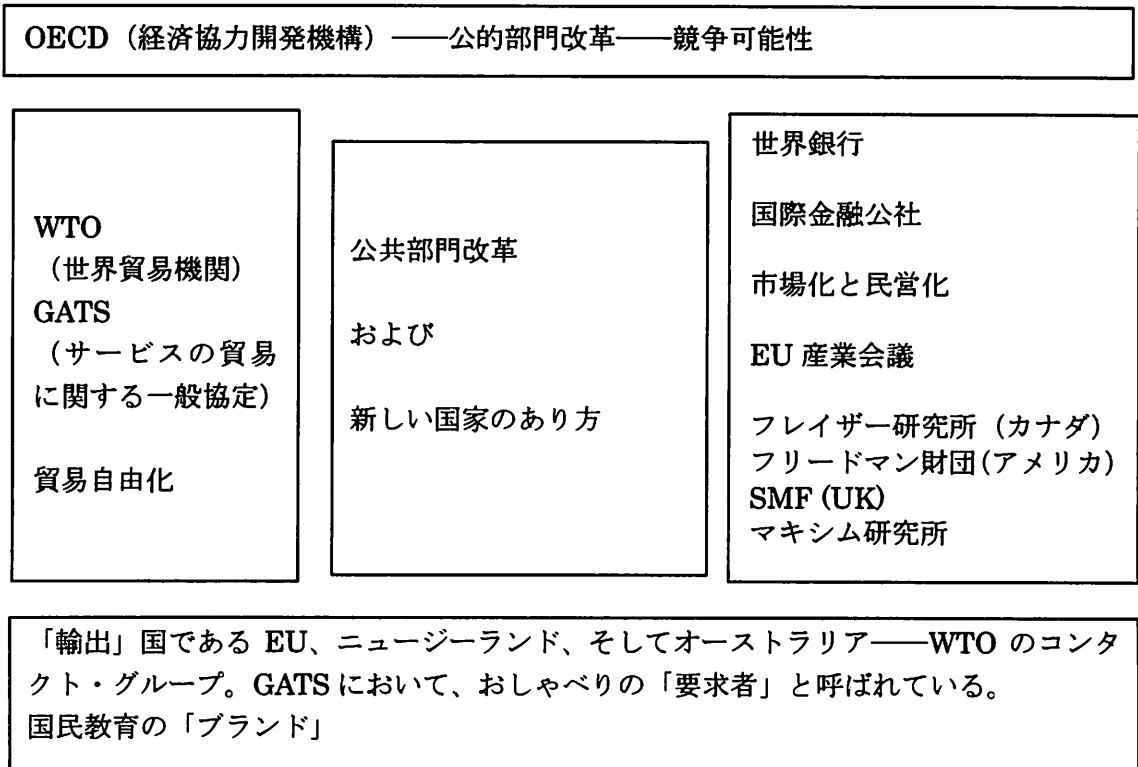 OECD（経済協力開発機構）――公的部門改革――競争可能性
WTO
（世界貿易機関）
GATS
（サービスの貿易
に関する一般協定）
貿易自由化
公共部門改革
および
新しい国家のあり方
世界銀行
国際金融公社
市場化と民営化
EU 産業会議
フレイザー研究所（カナダ）
フリードマン財団（アメリカ）
SMF (UK)
マキシム研究所
「輸出」国である EU、ニュージーランド、そしてオーストラリア――WTO のコンタ
クト・グループ。GATS において、おしゃべりの「要求者」と呼ばれている。
国民教育の「ブランド」